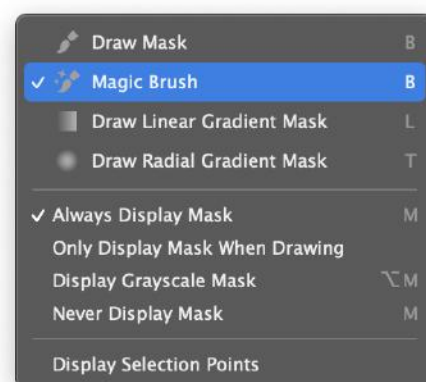 Draw Mask B
✓ Magic Brush B
Draw Linear Gradient Mask L
Draw Radial Gradient Mask T
✓ Always Display Mask M
Only Display Mask When Drawing
Display Grayscale Mask ⌥M
Never Display Mask M
Display Selection Points